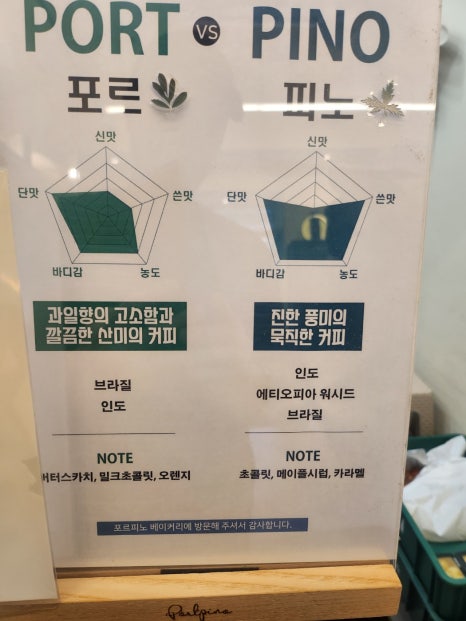 PORT VS PINO
포르
피노
신맛
단맛
쓴맛
바디감
농도
신맛
단맛
쓴맛
바디감
농도
과일향의 고소함과
깔끔한 산미의 커피
진한 풍미의
묵직한 커피
브라질
인도
인도
에티오피아 워시드
브라질
NOTE
버터스카치, 밀크초콜릿, 오렌지
NOTE
초콜릿, 메이플시럽, 카라멜
포르피노 베이커리에 방문해 주셔서 감사합니다.
Portpino